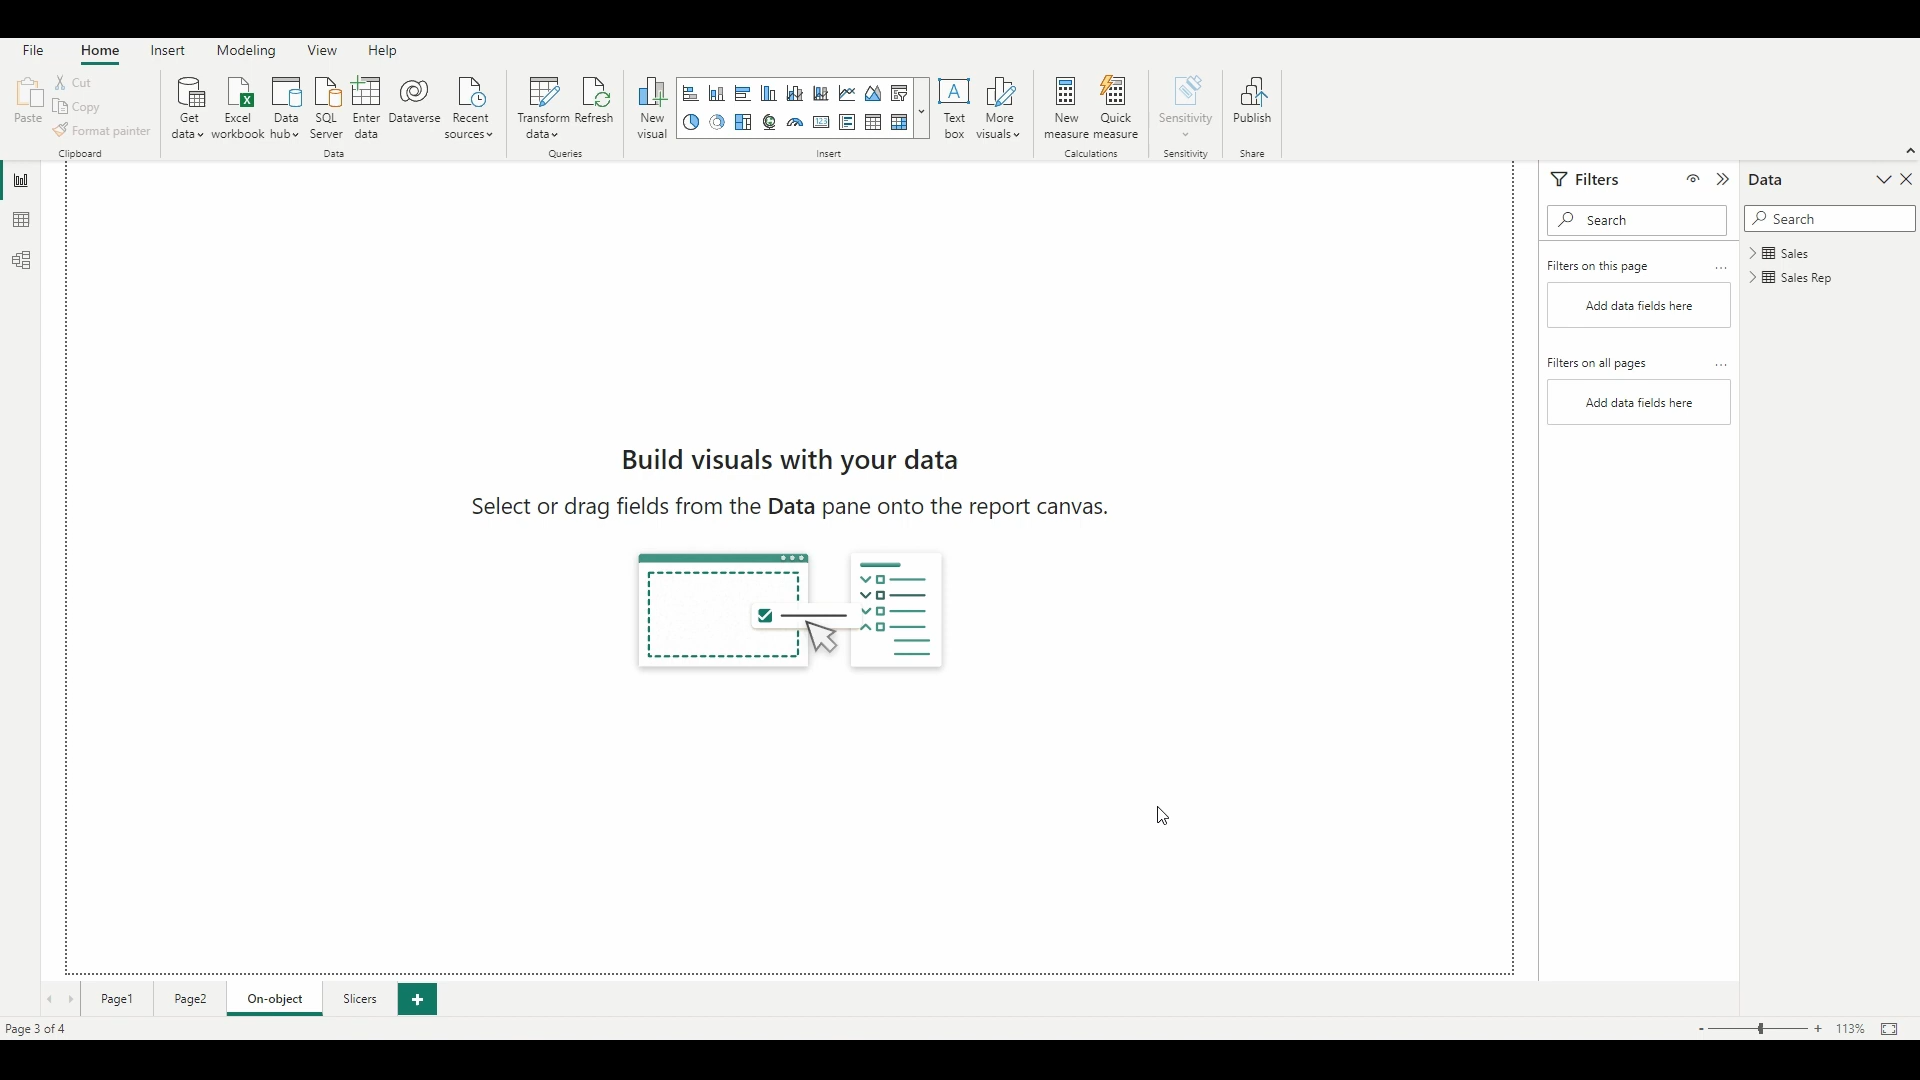 File Home Insert Modeling View Help
Paste
Cut
Copy
Format painter
Clipboard
Get data
Excel workbook
Data hub
SQL Server
Enter data
Dataverse
Recent sources
Data
Transform data
Refresh
Queries
New visual
123
Insert
A
Text box
More visuals
New measure
Quick measure
Calculations
Sensitivity
Sensitivity
Publish
Share
Filters
Search
Filters on this page
Add data fields here
Filters on all pages
Add data fields here
Data
Search
Sales
Sales Rep
Build visuals with your data
Select or drag fields from the Data pane onto the report canvas.
Page1 Page2 On-object Slicers +
Page 3 of 4
- + 113%